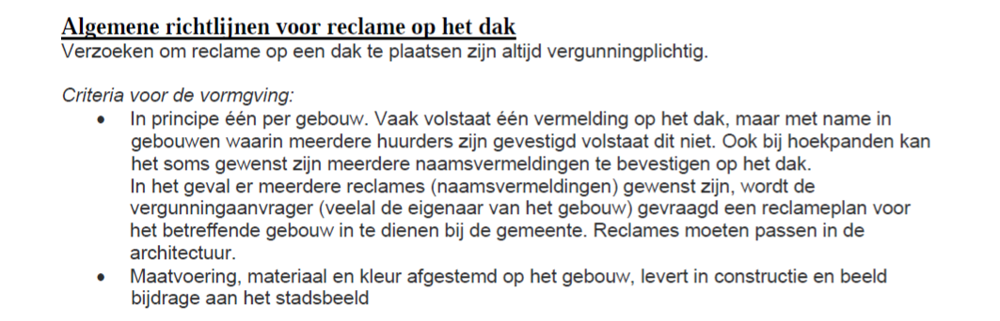 Algemene richtlijnen voor reclame op het dak
Verzoeken om reclame op een dak te plaatsen zijn altijd vergunningplichtig.
Criteria voor de vormgving:
• In principe één per gebouw. Vaak volstaat één vermelding op het dak, maar met name in
gebouwen waarin meerdere huurders zijn gevestigd volstaat dit niet. Ook bij hoekpanden kan
het soms gewenst zijn meerdere naamsvermeldingen te bevestigen op het dak.
In het geval er meerdere reclames (naamsvermeldingen) gewenst zijn, wordt de
vergunningaanvrager (veelal de eigenaar van het gebouw) gevraagd een reclameplan voor
het betreffende gebouw in te dienen bij de gemeente. Reclames moeten passen in de
architectuur.
• Maatvoering, materiaal en kleur afgestemd op het gebouw, levert in constructie en beeld
bijdrage aan het stadsbeeld